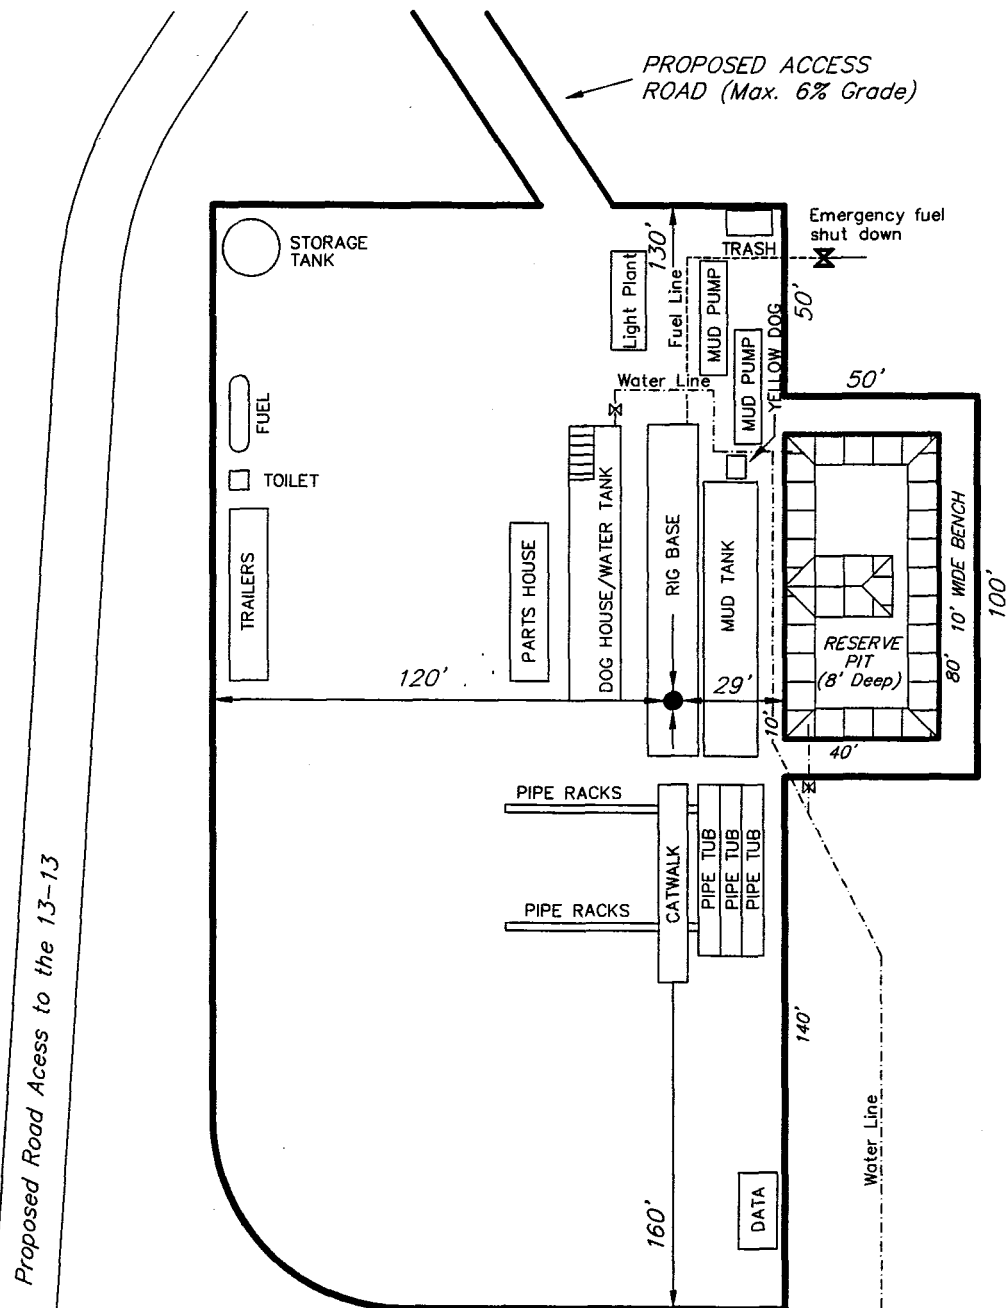 PROPOSED ACCESS
ROAD (Max. 6% Grade)
Emergency fuel
shut down
STORAGE
TANK
TRASH
130'
Light Plant
Fuel Line
MUD PUMP
MUD PUMP
YELLOW DOG
50'
50'
Water Line
FUEL
TOILET
TRAILERS
PARTS HOUSE
DOG HOUSE/WATER TANK
RIG BASE
MUD TANK
RESERVE
PIT
(8' Deep)
80'
10' WIDE BENCH
100'
120'
29'
10'
40'
PIPE RACKS
PIPE RACKS
CATWALK
PIPE TUB
PIPE TUB
PIPE TUB
140'
Water Line
160'
DATA
Proposed Road Acess to the 13-13